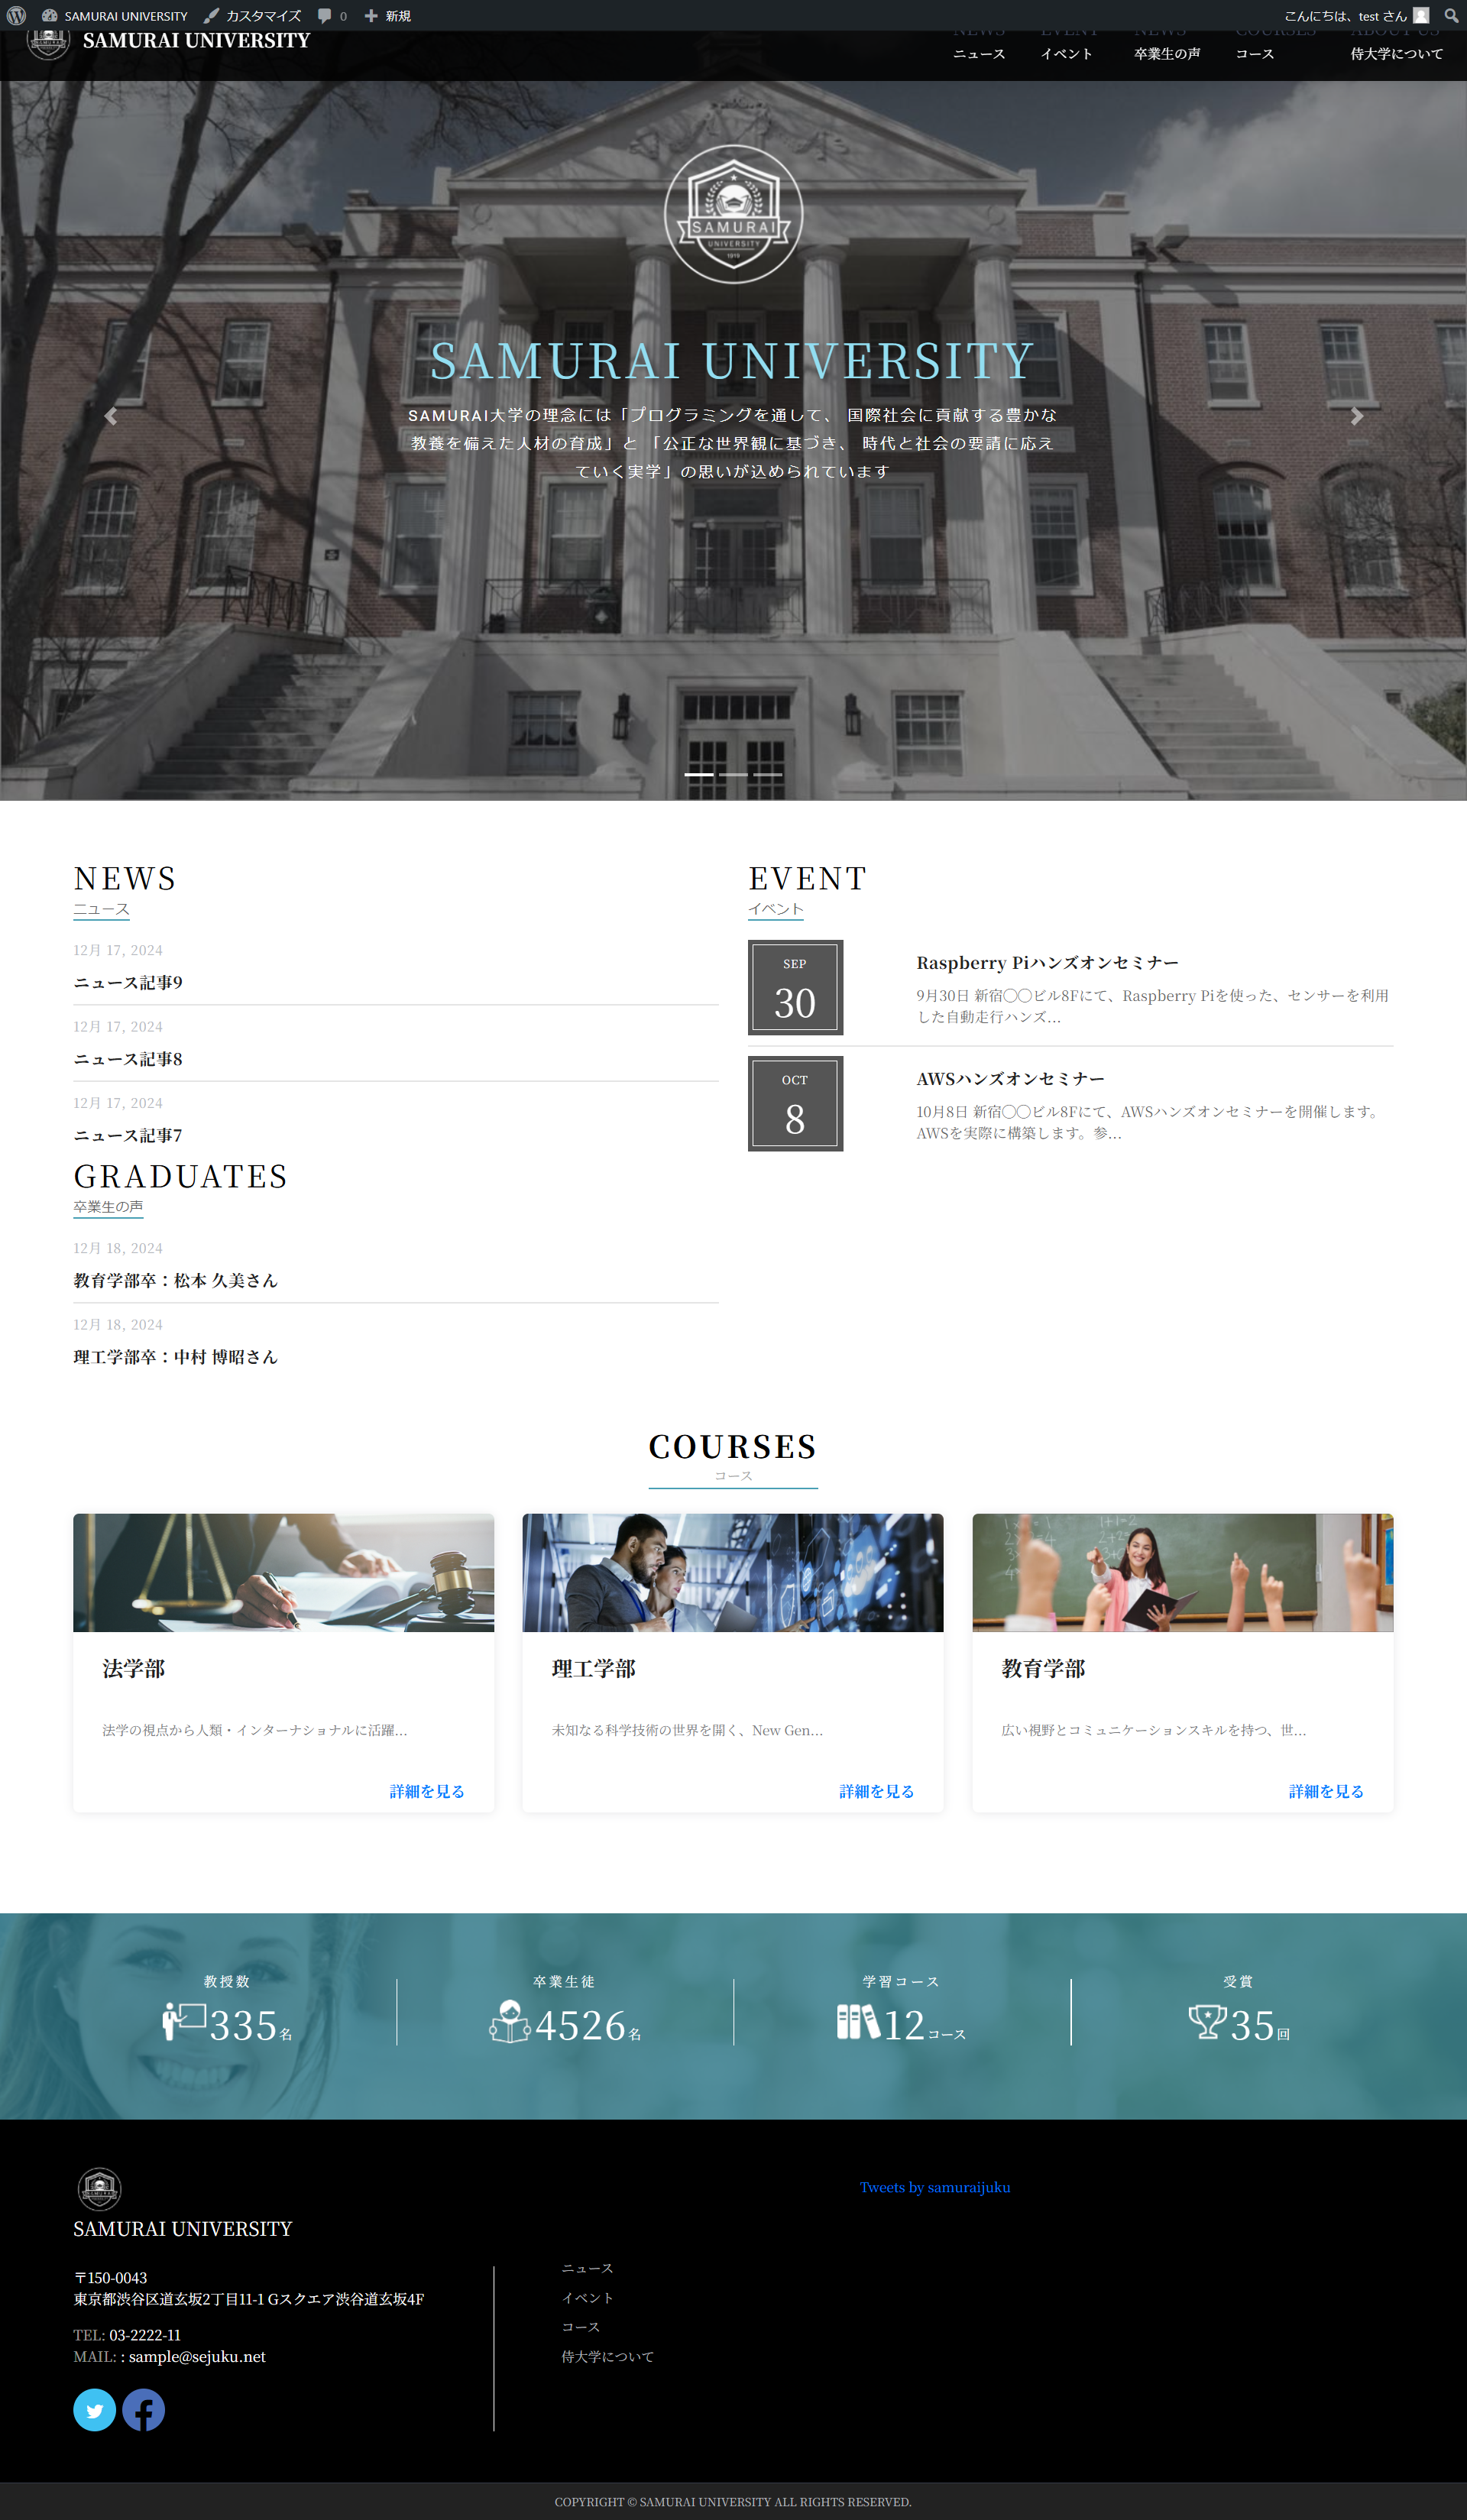 SAMURAI UNIVERSITY
カスタマイズ
0
新規
こんにちは、test さん
SAMURAI UNIVERSITY
NEWS
EVENT
NEWS
COURSES
ABOUT US
ニュース
イベント
卒業生の声
コース
侍大学について
SAMURAI
UNIVERSITY
1919
SAMURAI UNIVERSITY
SAMURAI大学の理念には「プログラミングを通して、 国際社会に貢献する豊かな
教養を備えた人材の育成」と 「公正な世界観に基づき、 時代と社会の要請に応え
ていく実学」の思いが込められています
NEWS
ニュース
12月 17, 2024
ニュース記事9
12月 17, 2024
ニュース記事8
12月 17, 2024
ニュース記事7
GRADUATES
卒業生の声
12月 18, 2024
教育学部卒：松本 久美さん
12月 18, 2024
理工学部卒：中村 博昭さん
EVENT
イベント
SEP
30
Raspberry Piハンズオンセミナー
9月30日 新宿◯◯ビル8Fにて、Raspberry Piを使った、センサーを利用
した自動走行ハンズ...
OCT
8
AWSハンズオンセミナー
10月8日 新宿◯◯ビル8Fにて、AWSハンズオンセミナーを開催します。
AWSを実際に構築します。参...
COURSES
コース
法学部
法学の視点から人類・インターナショナルに活躍...
詳細を見る
理工学部
未知なる科学技術の世界を開く、New Gen...
詳細を見る
教育学部
広い視野とコミュニケーションスキルを持つ、世...
詳細を見る
教授数
335名
卒業生徒
4526名
学習コース
12コース
受賞
35回
SAMURAI UNIVERSITY
〒150-0043
東京都渋谷区道玄坂2丁目11-1 Gスクエア渋谷道玄坂4F
TEL: 03-2222-11
MAIL: : sample@sejuku.net
ニュース
イベント
コース
侍大学について
Tweets by samuraijuku
COPYRIGHT © SAMURAI UNIVERSITY ALL RIGHTS RESERVED.